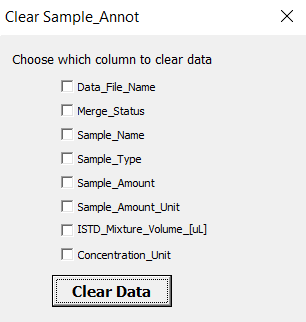 Clear Sample_Annot
Choose which column to clear data
Data_File_Name
Merge_Status
Sample_Name
Sample_Type
Sample_Amount
Sample_Amount_Unit
ISTD_Mixture_Volume_[uL]
Concentration_Unit
Clear Data